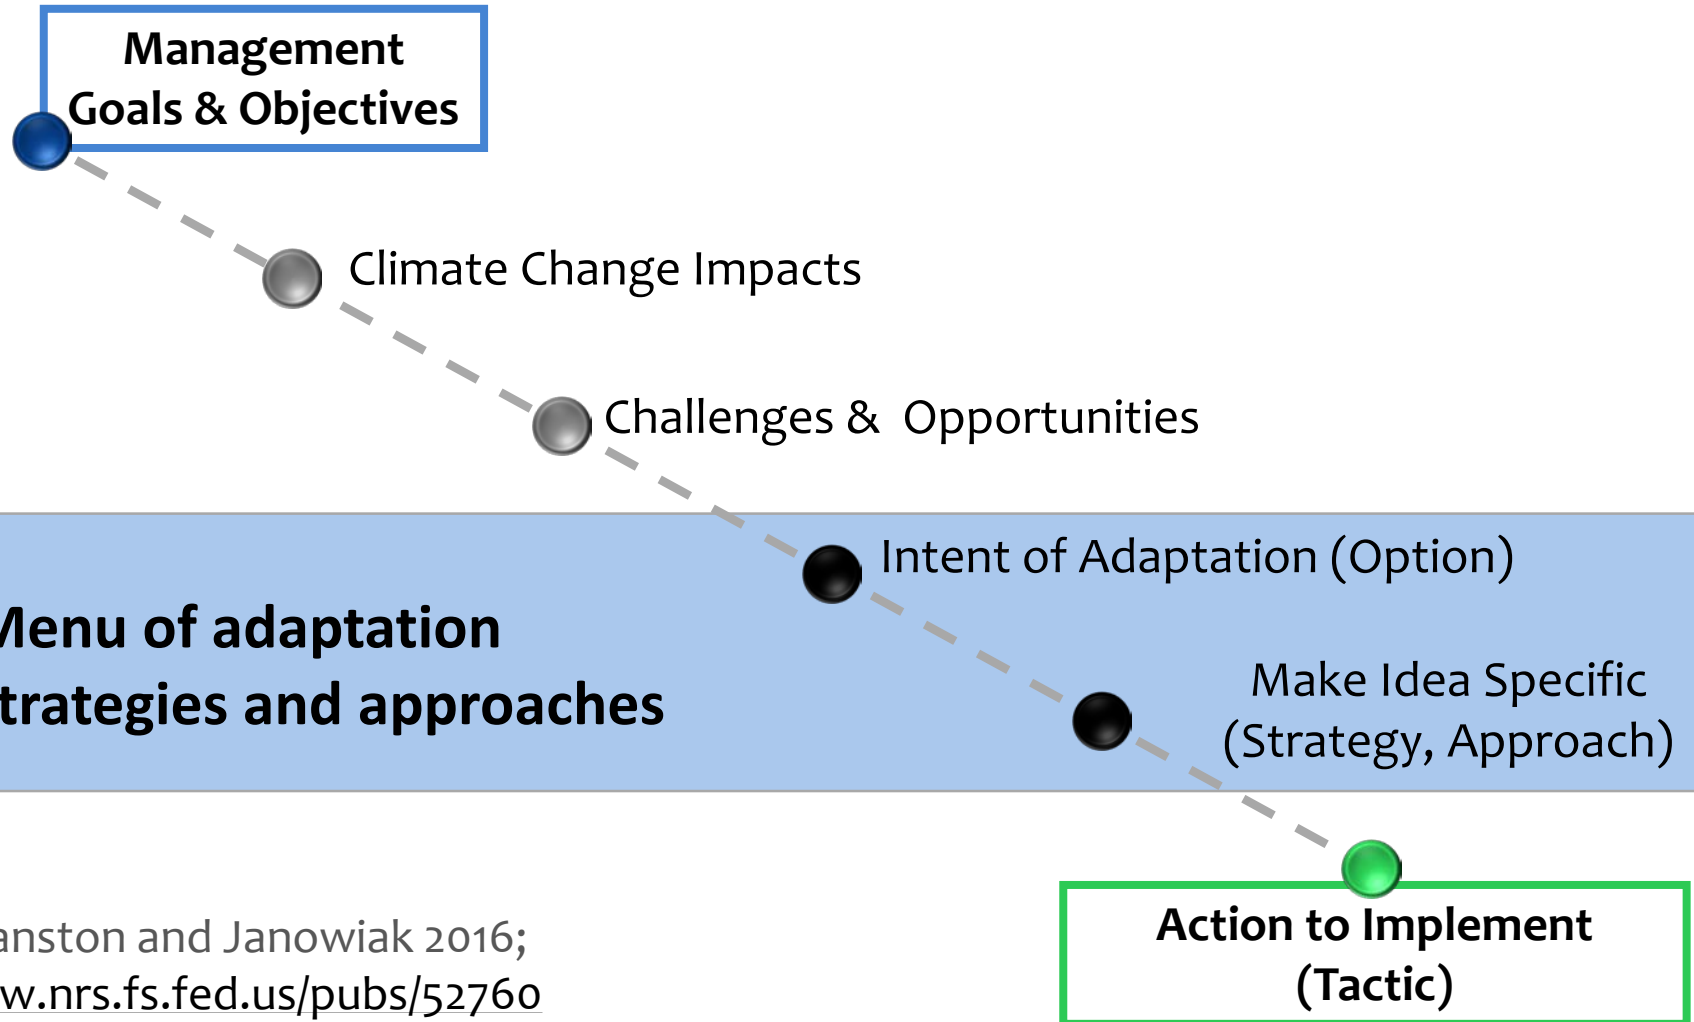 Management
Goals & Objectives
Climate Change Impacts
Challenges & Opportunities
Intent of Adaptation (Option)
Menu of adaptation
trategies and approaches
Make Idea Specific
(Strategy, Approach)
Action to Implement
(Tactic)
anston and Janowiak 2016;
w.nrs.fs.fed.us/pubs/52760